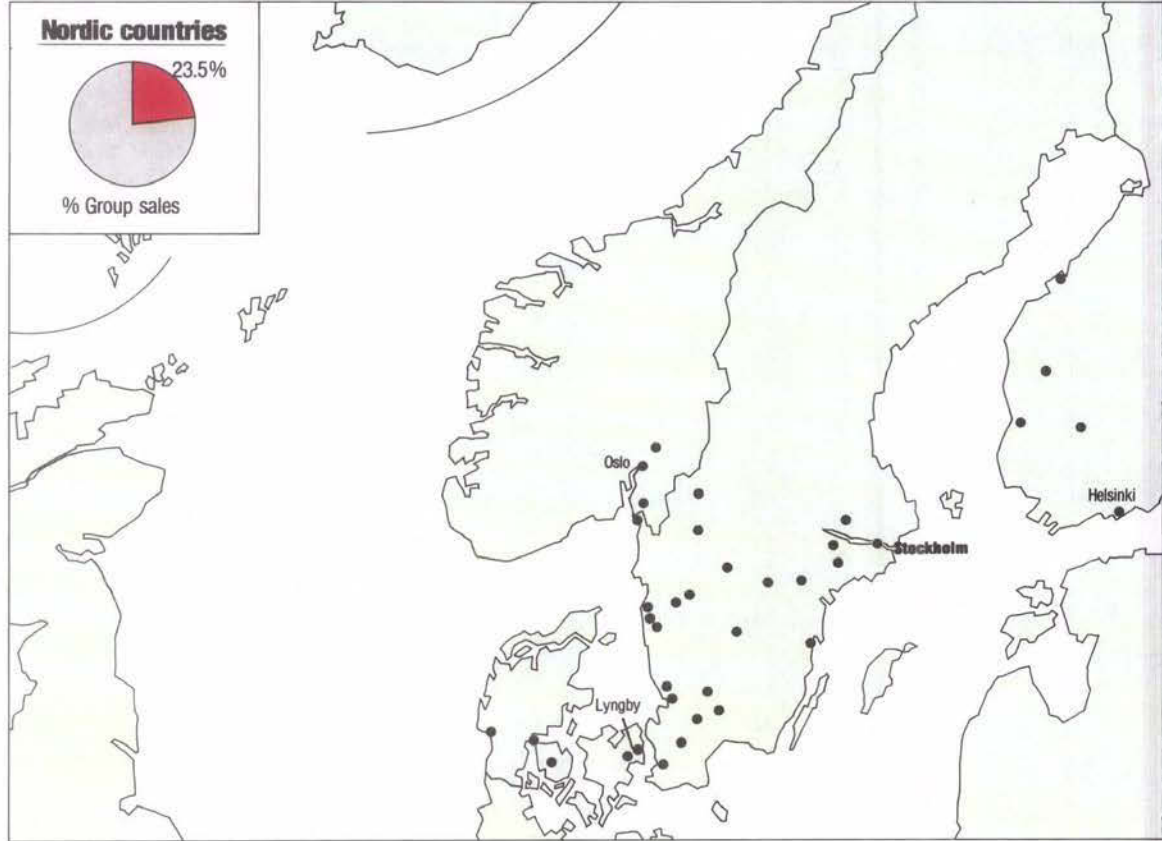 Nordic countries
23.5%
% Group sales
Oslo
Helsinki
Stockholm
Lyngby